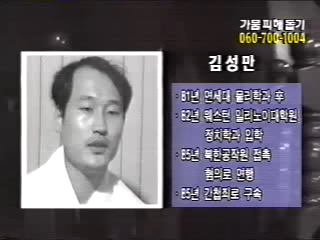 가뭄피해돕기
060-700-1004
김성만
· 81년 연세대 물리학과 卒
· 82년 웨스턴 일리노이대학원
정치학과 입학
· 85년 북한공작원 접촉
혐의로 연행
· 85년 간첩죄로 구속